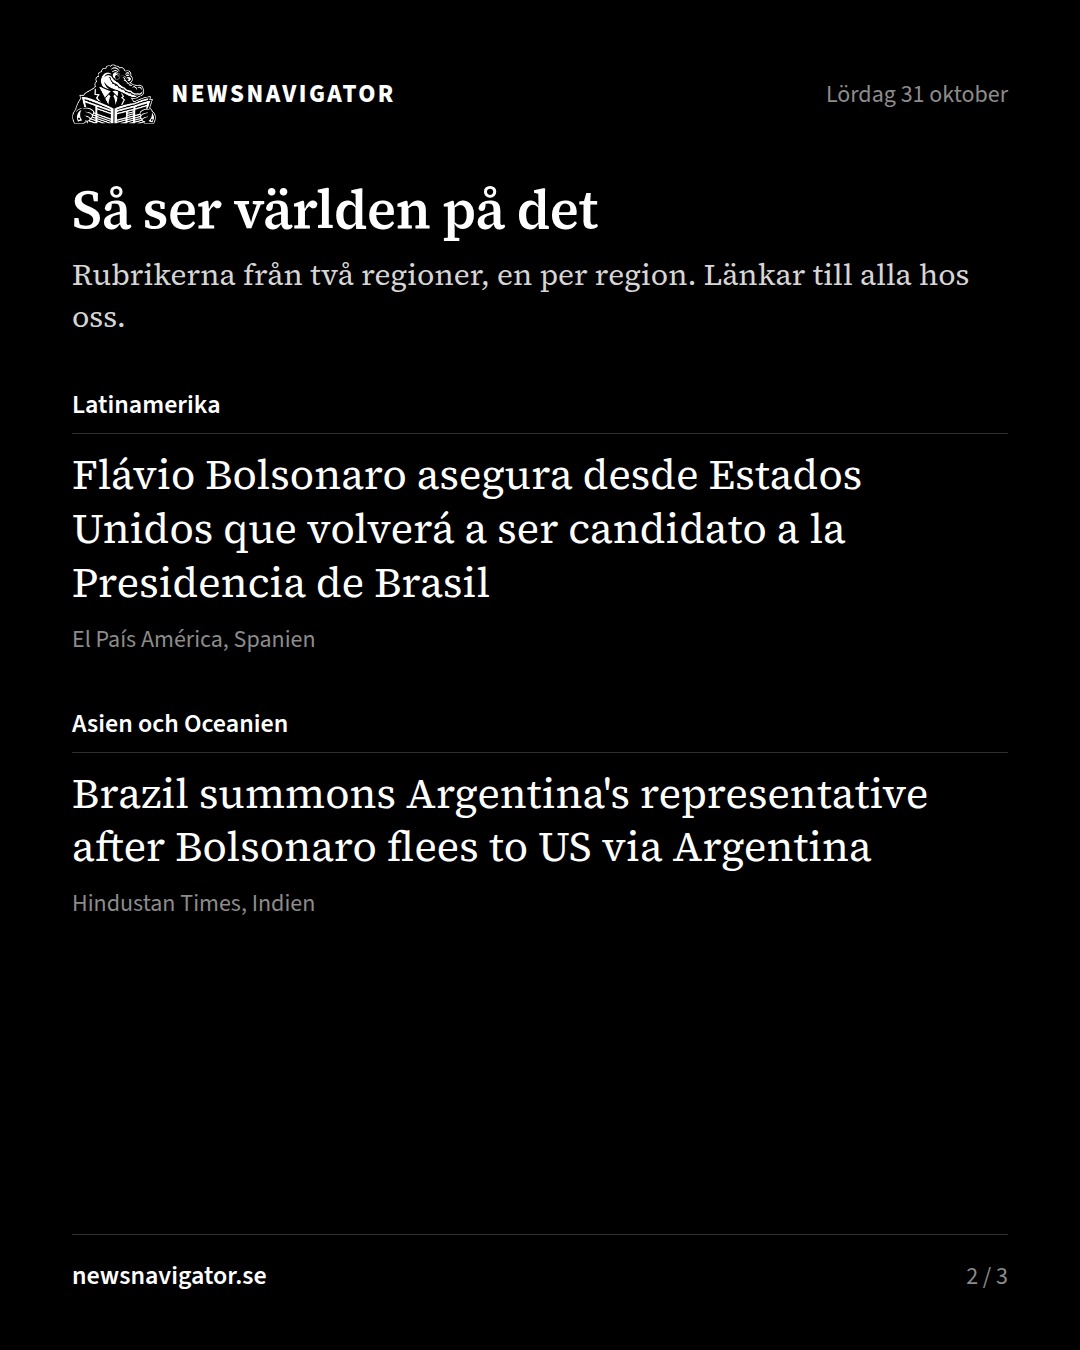 NEWSNAVIGATOR
Lördag 31 oktober
Så ser världen på det
Rubrikerna från två regioner, en per region. Länkar till alla hos
oss.
Latinamerika
Flávio Bolsonaro asegura desde Estados
Unidos que volverá a ser candidato a la
Presidencia de Brasil
El País América, Spanien
Asien och Oceanien
Brazil summons Argentina's representative
after Bolsonaro flees to US via Argentina
Hindustan Times, Indien
newsnavigator.se
2 / 3